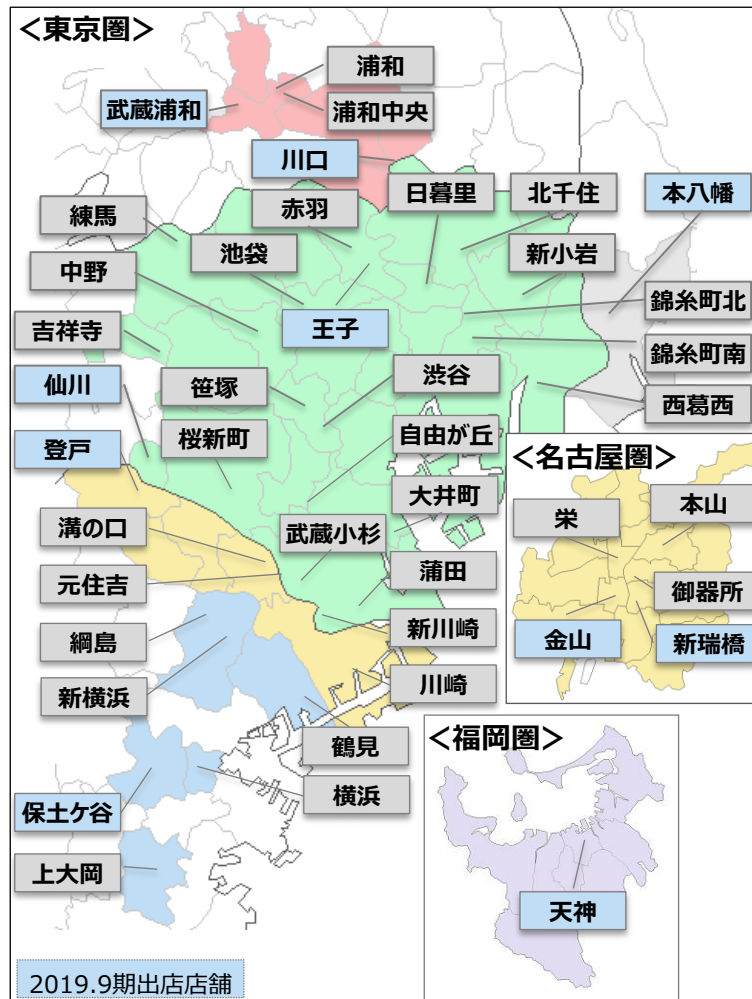 ＜東京圏＞
浦和
武蔵浦和
浦和中央
川口
日暮里
北千住
本八幡
練馬
赤羽
池袋
新小岩
中野
錦糸町北
王子
吉祥寺
錦糸町南
仙川
笹塚
渋谷
西葛西
登戸
桜新町
自由が丘
大井町
溝の口
武蔵小杉
蒲田
元住吉
新川崎
綱島
川崎
新横浜
鶴見
横浜
保土ケ谷
上大岡
＜名古屋圏＞
栄
本山
御器所
金山
新瑞橋
＜福岡圏＞
天神
2019.9期出店店舗